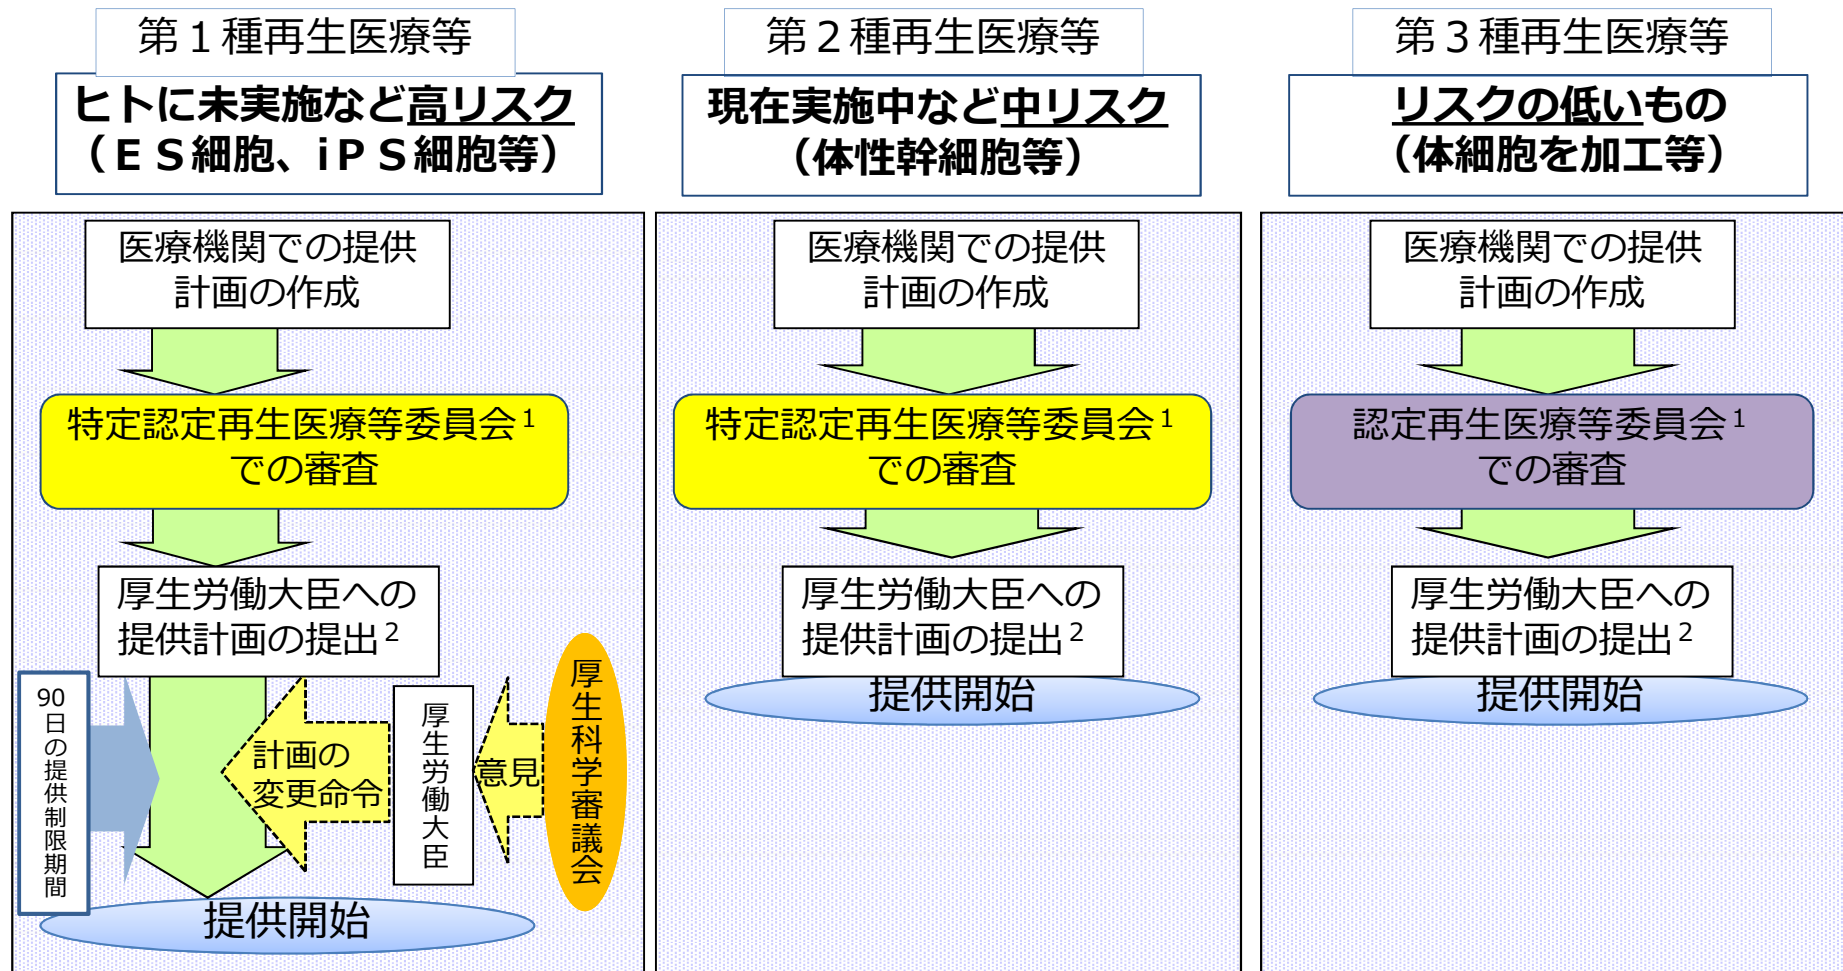 第１種再生医療等
ヒトに未実施など高リスク
（ＥＳ細胞、iＰＳ細胞等）
医療機関での提供
計画の作成
特定認定再生医療等委員会1
での審査
厚生労働大臣への
提供計画の提出2
90日の提供制限期間
計画の
変更命令
厚生労働大臣
意見
厚生科学審議会
提供開始
第２種再生医療等
現在実施中など中リスク
（体性幹細胞等）
医療機関での提供
計画の作成
特定認定再生医療等委員会1
での審査
厚生労働大臣への
提供計画の提出2
提供開始
第３種再生医療等
リスクの低いもの
（体細胞を加工等）
医療機関での提供
計画の作成
認定再生医療等委員会1
での審査
厚生労働大臣への
提供計画の提出2
提供開始